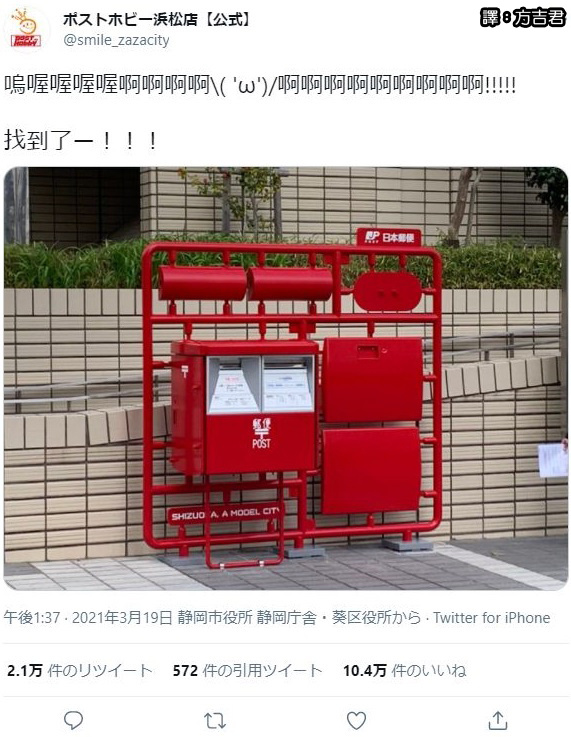 ポストホビー浜松店【公式】
@smile_zazacity
譯8方吉君
嗚喔喔喔喔啊啊啊啊\( 'ω')/啊啊啊啊啊啊啊啊啊!!!!!
找到了ー！！！
POST
HOBBY
JP 日本郵便
POST
郵便
〒
POST
SHIZUOKA, A MODEL CITY
午後1:37 · 2021年3月19日 静岡市役所 静岡庁舎・葵区役所から · Twitter for iPhone
2.1万 件のリツイート 572 件の引用ツイート 10.4万 件のいいね